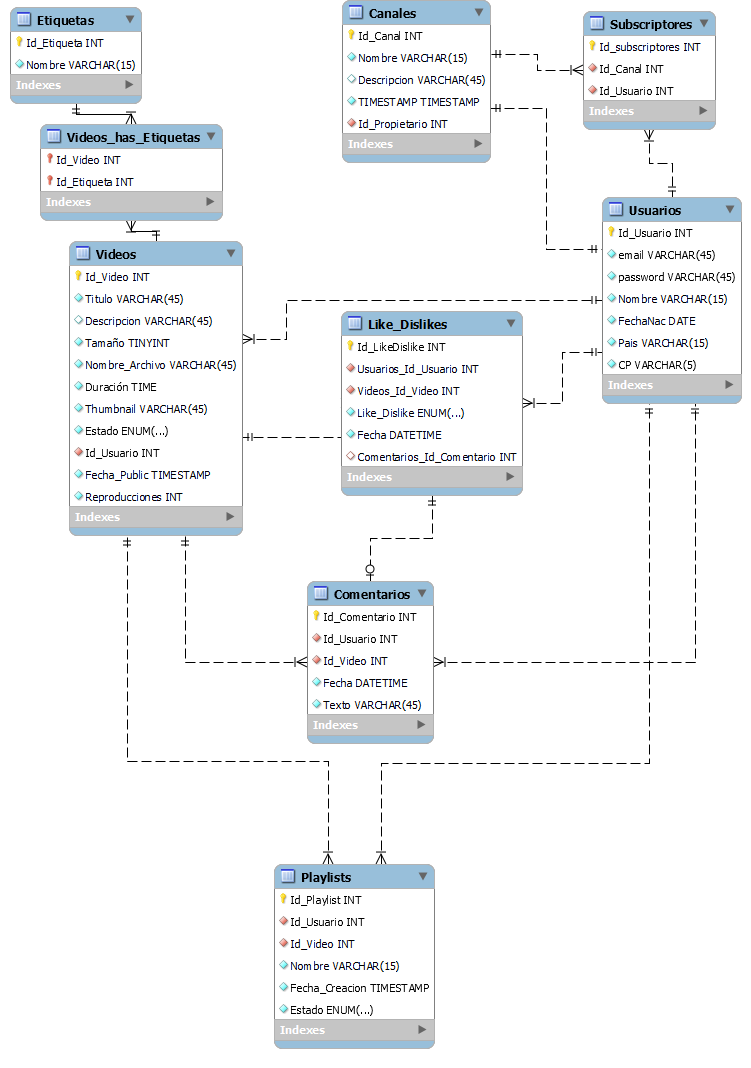 Etiquetas
Id_Etiqueta INT
Nombre VARCHAR(15)
Indexes
Canales
Id_Canal INT
Nombre VARCHAR(15)
Descripcion VARCHAR(45)
TIMESTAMP TIMESTAMP
Id_Propietario INT
Indexes
Subscriptores
Id_subscriptores INT
Id_Canal INT
Id_Usuario INT
Indexes
Videos_has_Etiquetas
Id_Video INT
Id_Etiqueta INT
Indexes
Usuarios
Id_Usuario INT
email VARCHAR(45)
password VARCHAR(45)
Nombre VARCHAR(15)
FechaNac DATE
Pais VARCHAR(15)
CP VARCHAR(5)
Indexes
Videos
Id_Video INT
Titulo VARCHAR(45)
Descripcion VARCHAR(45)
Tamaño TINYINT
Nombre_Archivo VARCHAR(45)
Duración TIME
Thumbnail VARCHAR(45)
Estado ENUM(...)
Id_Usuario INT
Fecha_Public TIMESTAMP
Reproducciones INT
Indexes
Like_Dislikes
Id_LikeDislike INT
Usuarios_Id_Usuario INT
Videos_Id_Video INT
Like_Dislike ENUM(...)
Fecha DATETIME
Comentarios_Id_Comentario INT
Indexes
Comentarios
Id_Comentario INT
Id_Usuario INT
Id_Video INT
Fecha DATETIME
Texto VARCHAR(45)
Indexes
Playlists
Id_Playlist INT
Id_Usuario INT
Id_Video INT
Nombre VARCHAR(15)
Fecha_Creacion TIMESTAMP
Estado ENUM(...)
Indexes